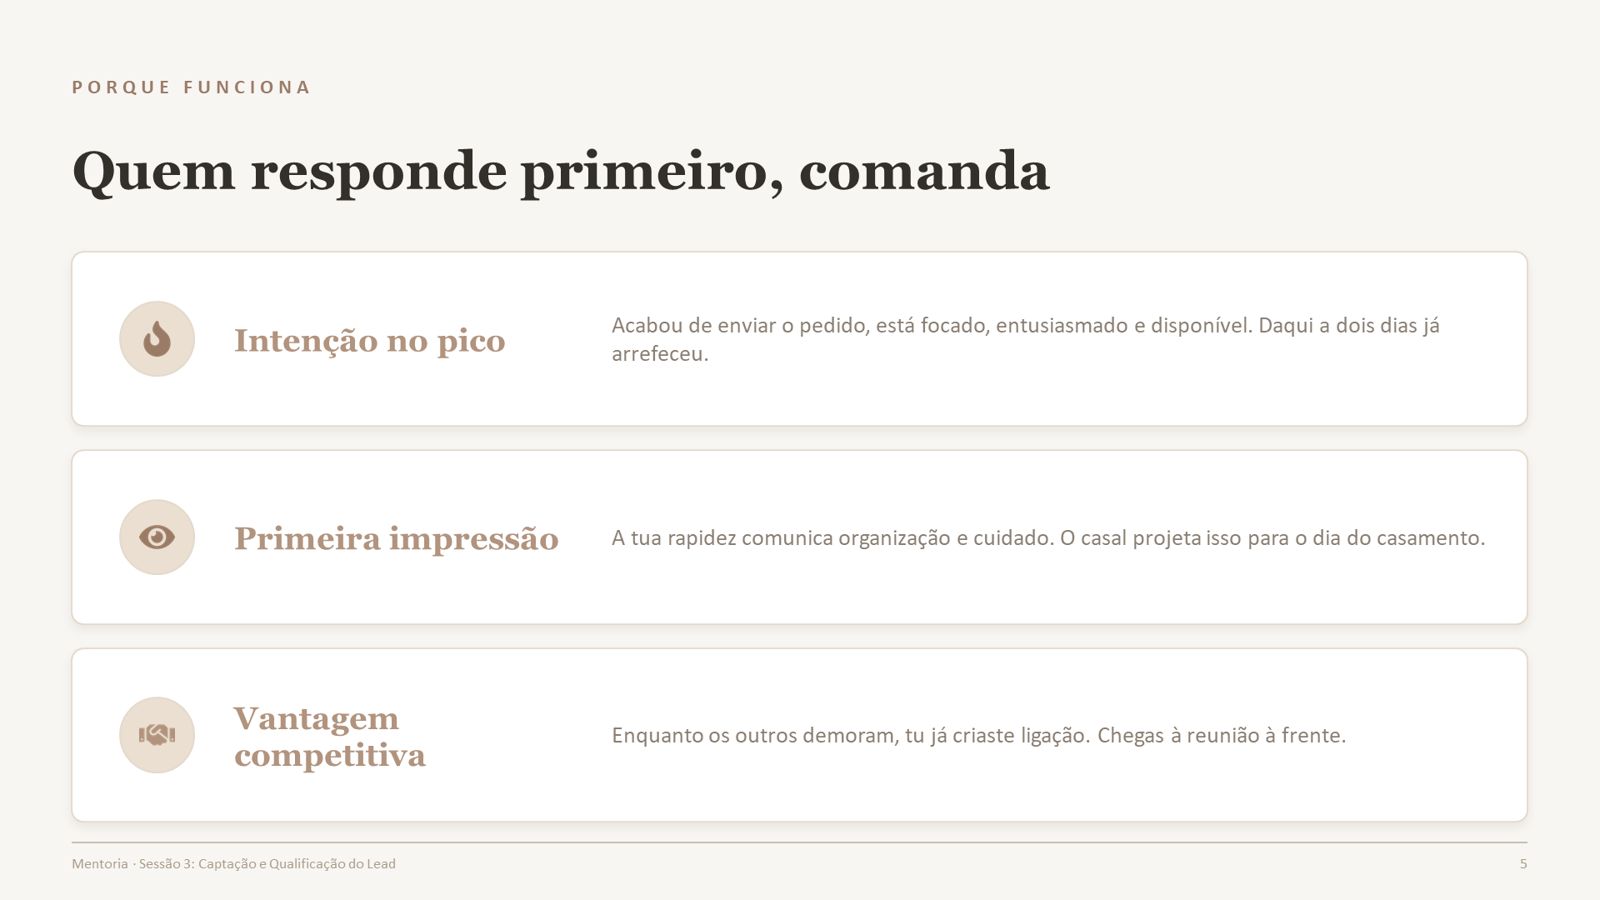 PORQUE FUNCIONA
Quem responde primeiro, comanda
Intenção no pico
Acabou de enviar o pedido, está focado, entusiasmado e disponível. Daqui a dois dias já
arrefeceu.
Primeira impressão
A tua rapidez comunica organização e cuidado. O casal projeta isso para o dia do casamento.
Vantagem
competitiva
Enquanto os outros demoram, tu já criaste ligação. Chegas à reunião à frente.
Mentoria · Sessão 3: Captação e Qualificação do Lead
5